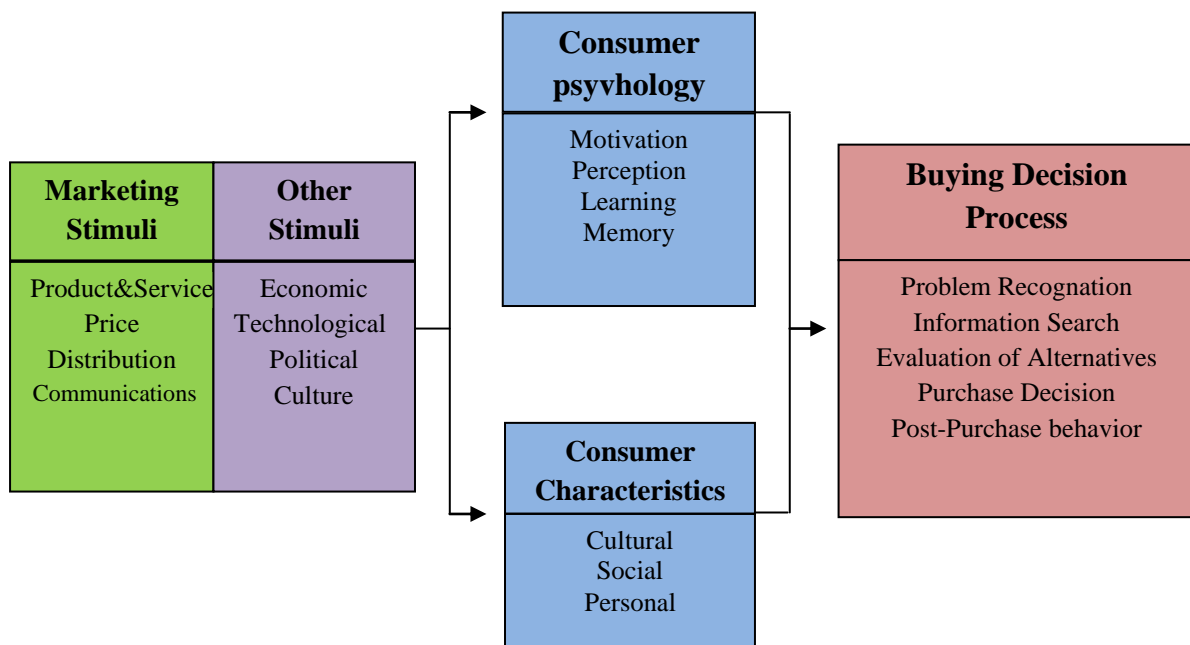 Marketing
Stimuli
Product&Service
Price
Distribution
Communications
Other
Stimuli
Economic
Technological
Political
Culture
Consumer
psyvhology
Motivation
Perception
Learning
Memory
Consumer
Characteristics
Cultural
Social
Personal
Buying Decision
Process
Problem Recognation
Information Search
Evaluation of Alternatives
Purchase Decision
Post-Purchase behavior